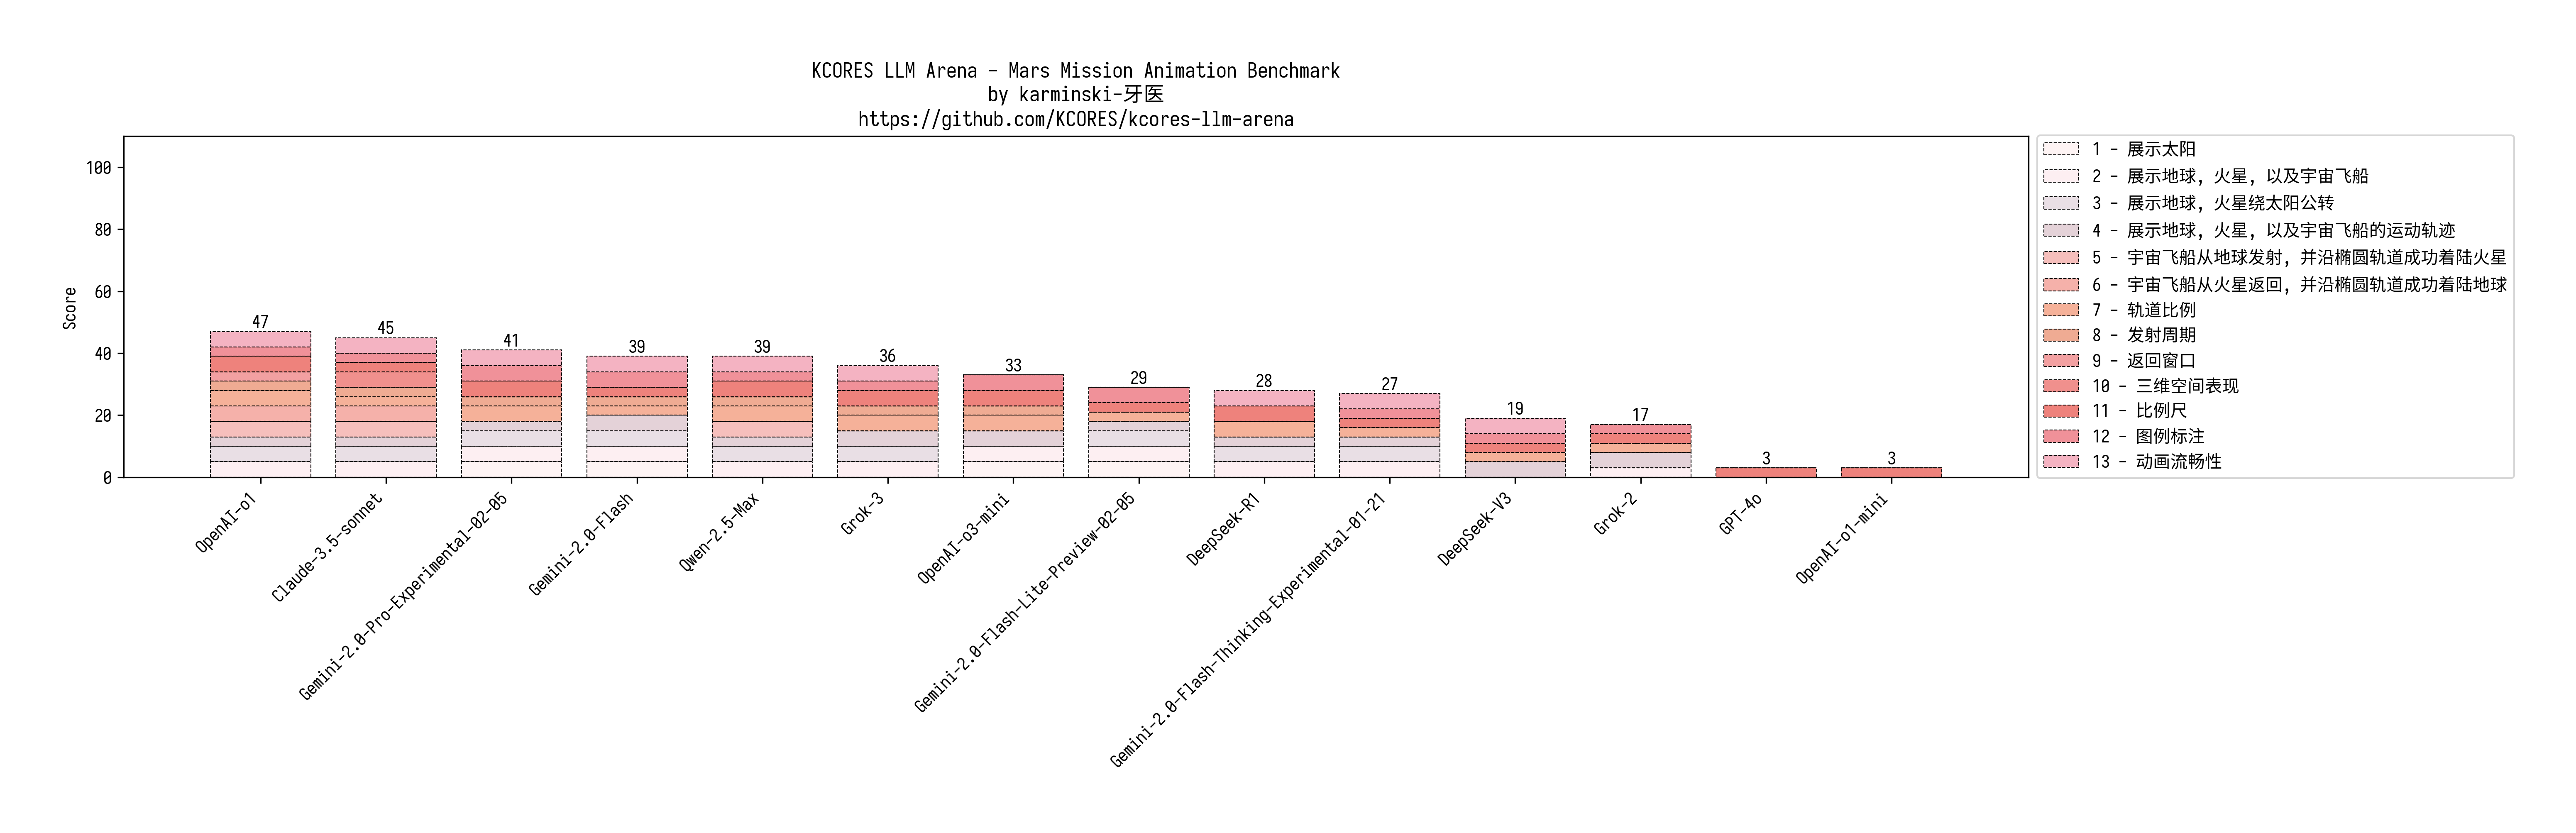 KCORES LLM Arena - Mars Mission Animation Benchmark
by karminski-牙医
https://github.com/KCORES/kcores-llm-arena
Score
100
80
60
40
20
0
47
45
41
39
39
36
33
29
28
27
19
17
3
3
OpenAI-o1
Claude-3.5-sonnet
Gemini-2.0-Pro-Experimental-02-05
Gemini-2.0-Flash
Qwen-2.5-Max
Grok-3
OpenAI-o3-mini
Gemini-2.0-Flash-Lite-Preview-02-05
DeepSeek-R1
Gemini-2.0-Flash-Thinking-Experimental-01-21
DeepSeek-V3
Grok-2
GPT-4o
OpenAI-o1-mini
1 - 展示太阳
2 - 展示地球, 火星, 以及宇宙飞船
3 - 展示地球, 火星绕太阳公转
4 - 展示地球, 火星, 以及宇宙飞船的运动轨迹
5 - 宇宙飞船从地球发射, 并沿椭圆轨道成功着陆火星
6 - 宇宙飞船从火星返回, 并沿椭圆轨道成功着陆地球
7 - 轨道比例
8 - 发射周期
9 - 返回窗口
10 - 三维空间表现
11 - 比例尺
12 - 图例标注
13 - 动画流畅性